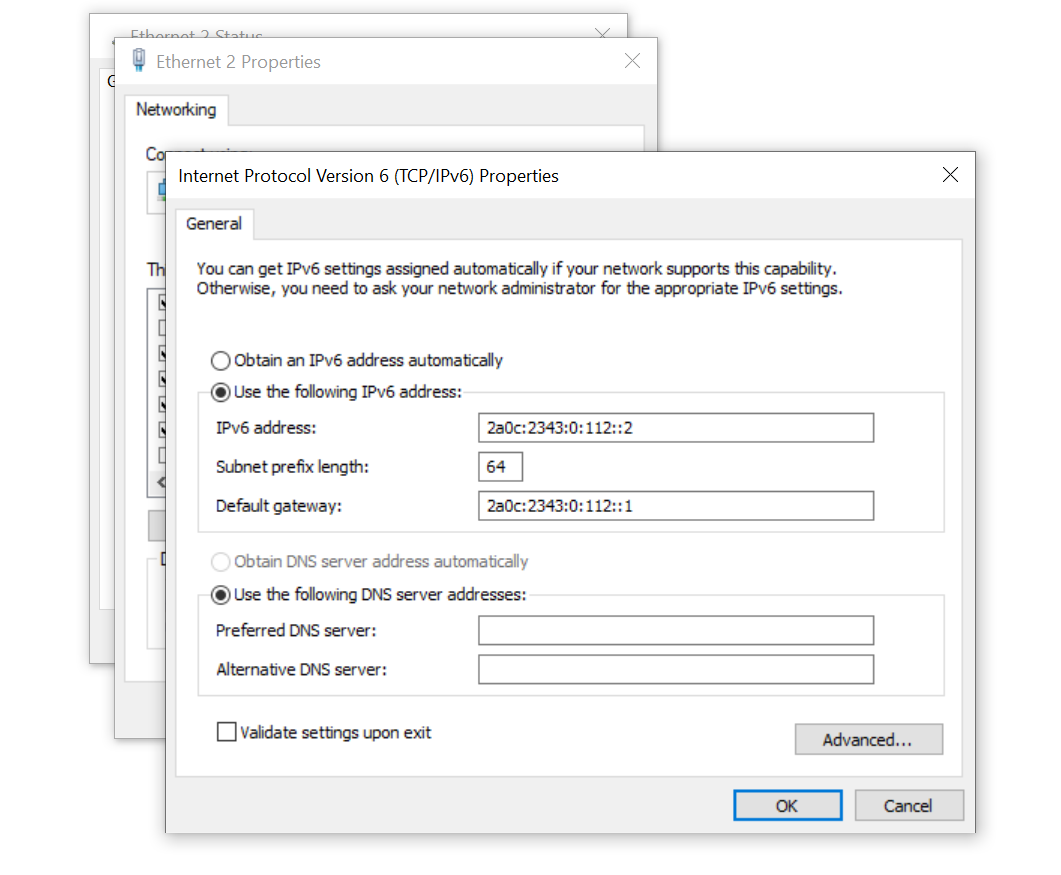 Ethernet 2 Status
Ethernet 2 Properties
Networking
Internet Protocol Version 6 (TCP/IPv6) Properties
General
You can get IPv6 settings assigned automatically if your network supports this capability.
Otherwise, you need to ask your network administrator for the appropriate IPv6 settings.
Obtain an IPv6 address automatically
Use the following IPv6 address:
IPv6 address:
2a0c:2343:0:112::2
Subnet prefix length:
64
Default gateway:
2a0c:2343:0:112::1
Obtain DNS server address automatically
Use the following DNS server addresses:
Preferred DNS server:
Alternative DNS server:
Validate settings upon exit
Advanced...
OK
Cancel